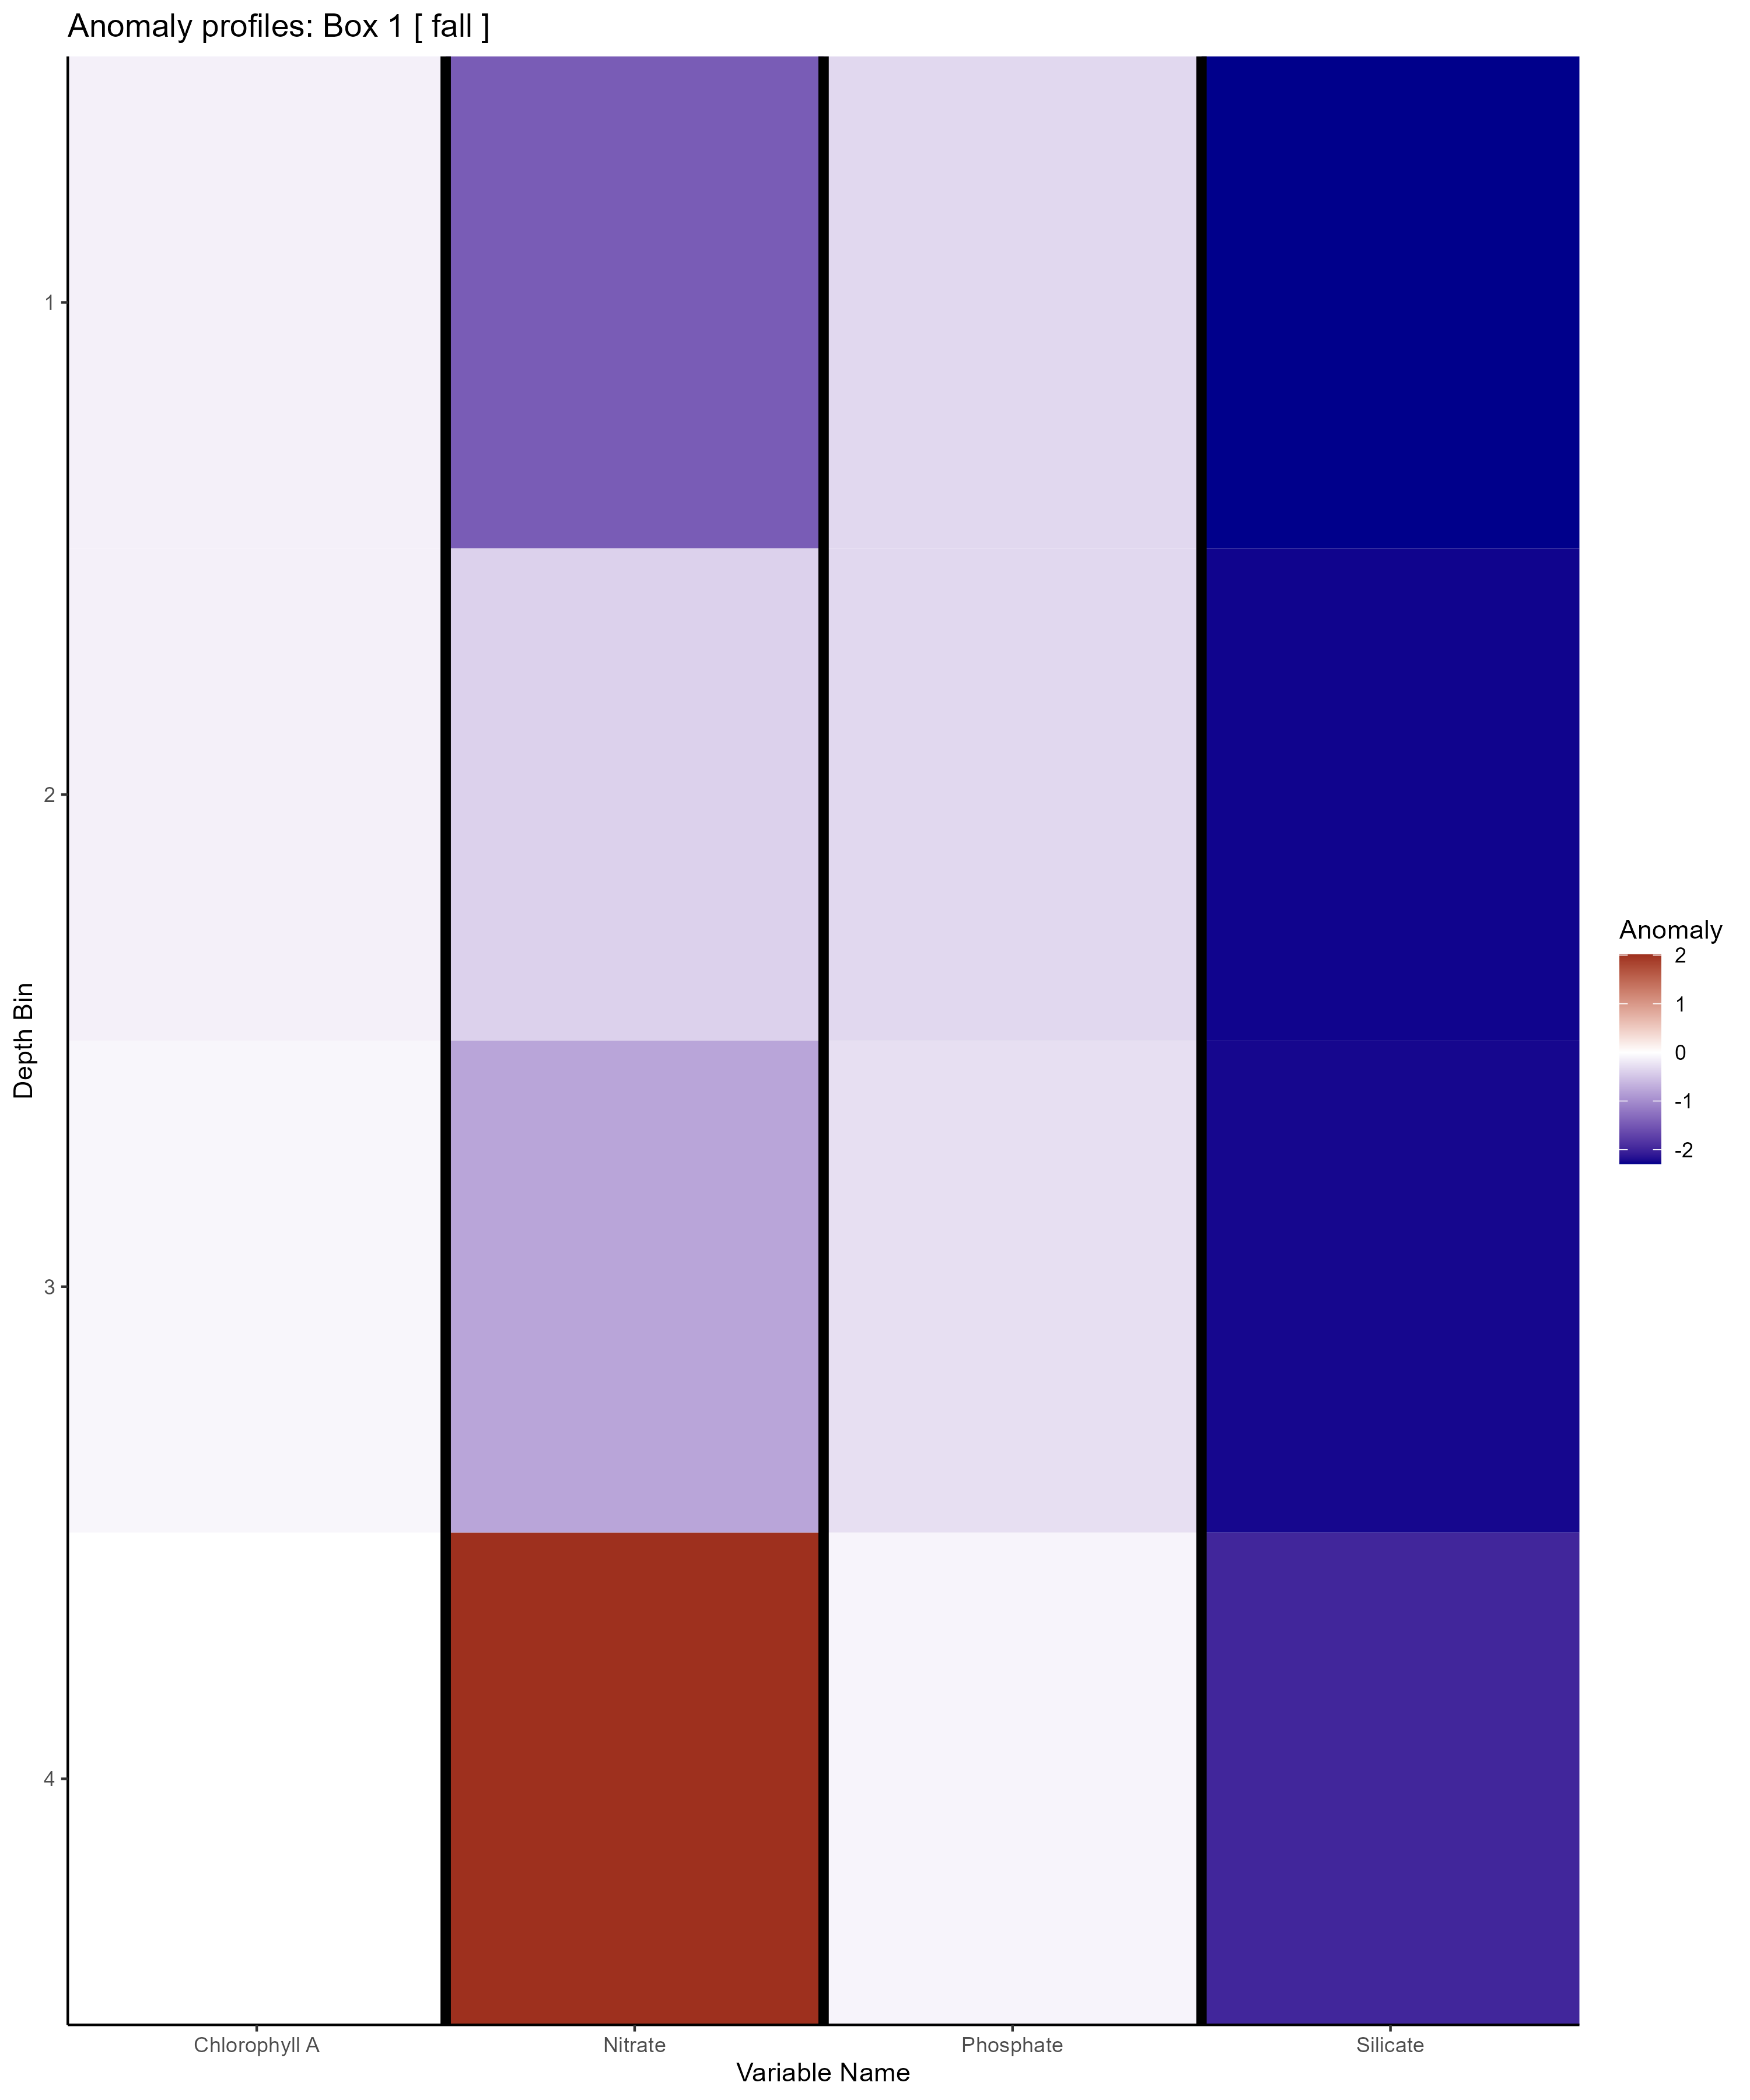 Anomaly profiles: Box 1 [ fall ]
1
2
3
4
Depth Bin
Chlorophyll A
Nitrate
Phosphate
Silicate
Variable Name
Anomaly
2
1
0
-1
-2